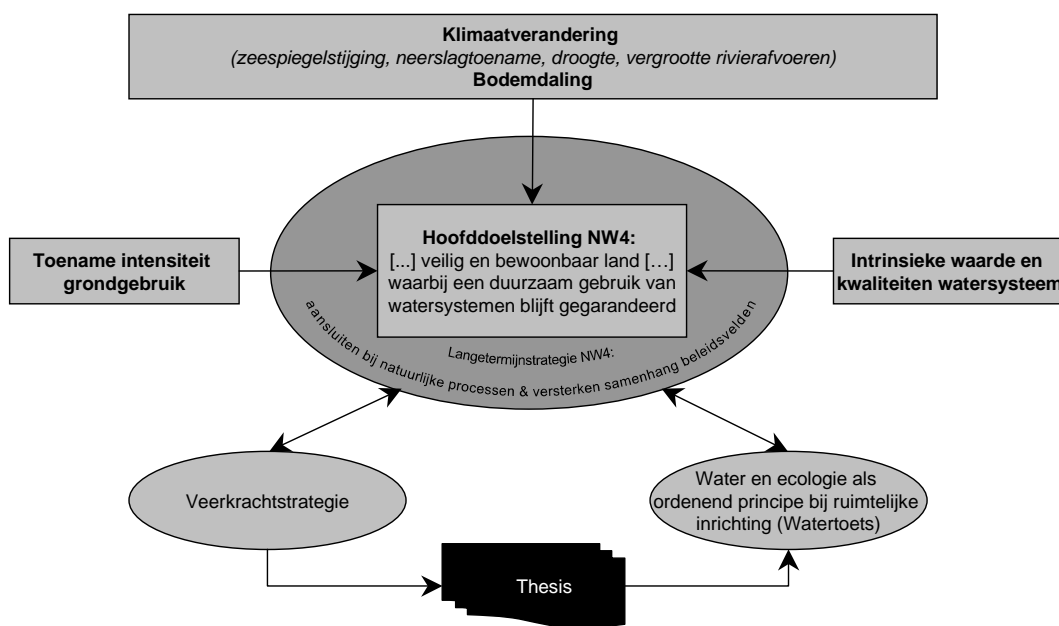 Klimaatverandering
(zeespiegelstijging, neerslagtoename, droogte, vergrootte rivierafvoeren)
Bodemdaling
Hoofddoelstelling NW4:
[...] veilig en bewoonbaar land […]
waarbij een duurzaam gebruik van
watersystemen blijft gegarandeerd
Toename intensiteit
grondgebruik
Intrinsieke waarde en
kwaliteiten watersysteem
Langetermijnstrategie NW4:
aansluiten bij natuurlijke processen & versterken samenhang beleidsvelden
Veerkrachtstrategie
Water en ecologie als
ordenend principe bij ruimtelijke
inrichting (Watertoets)
Thesis